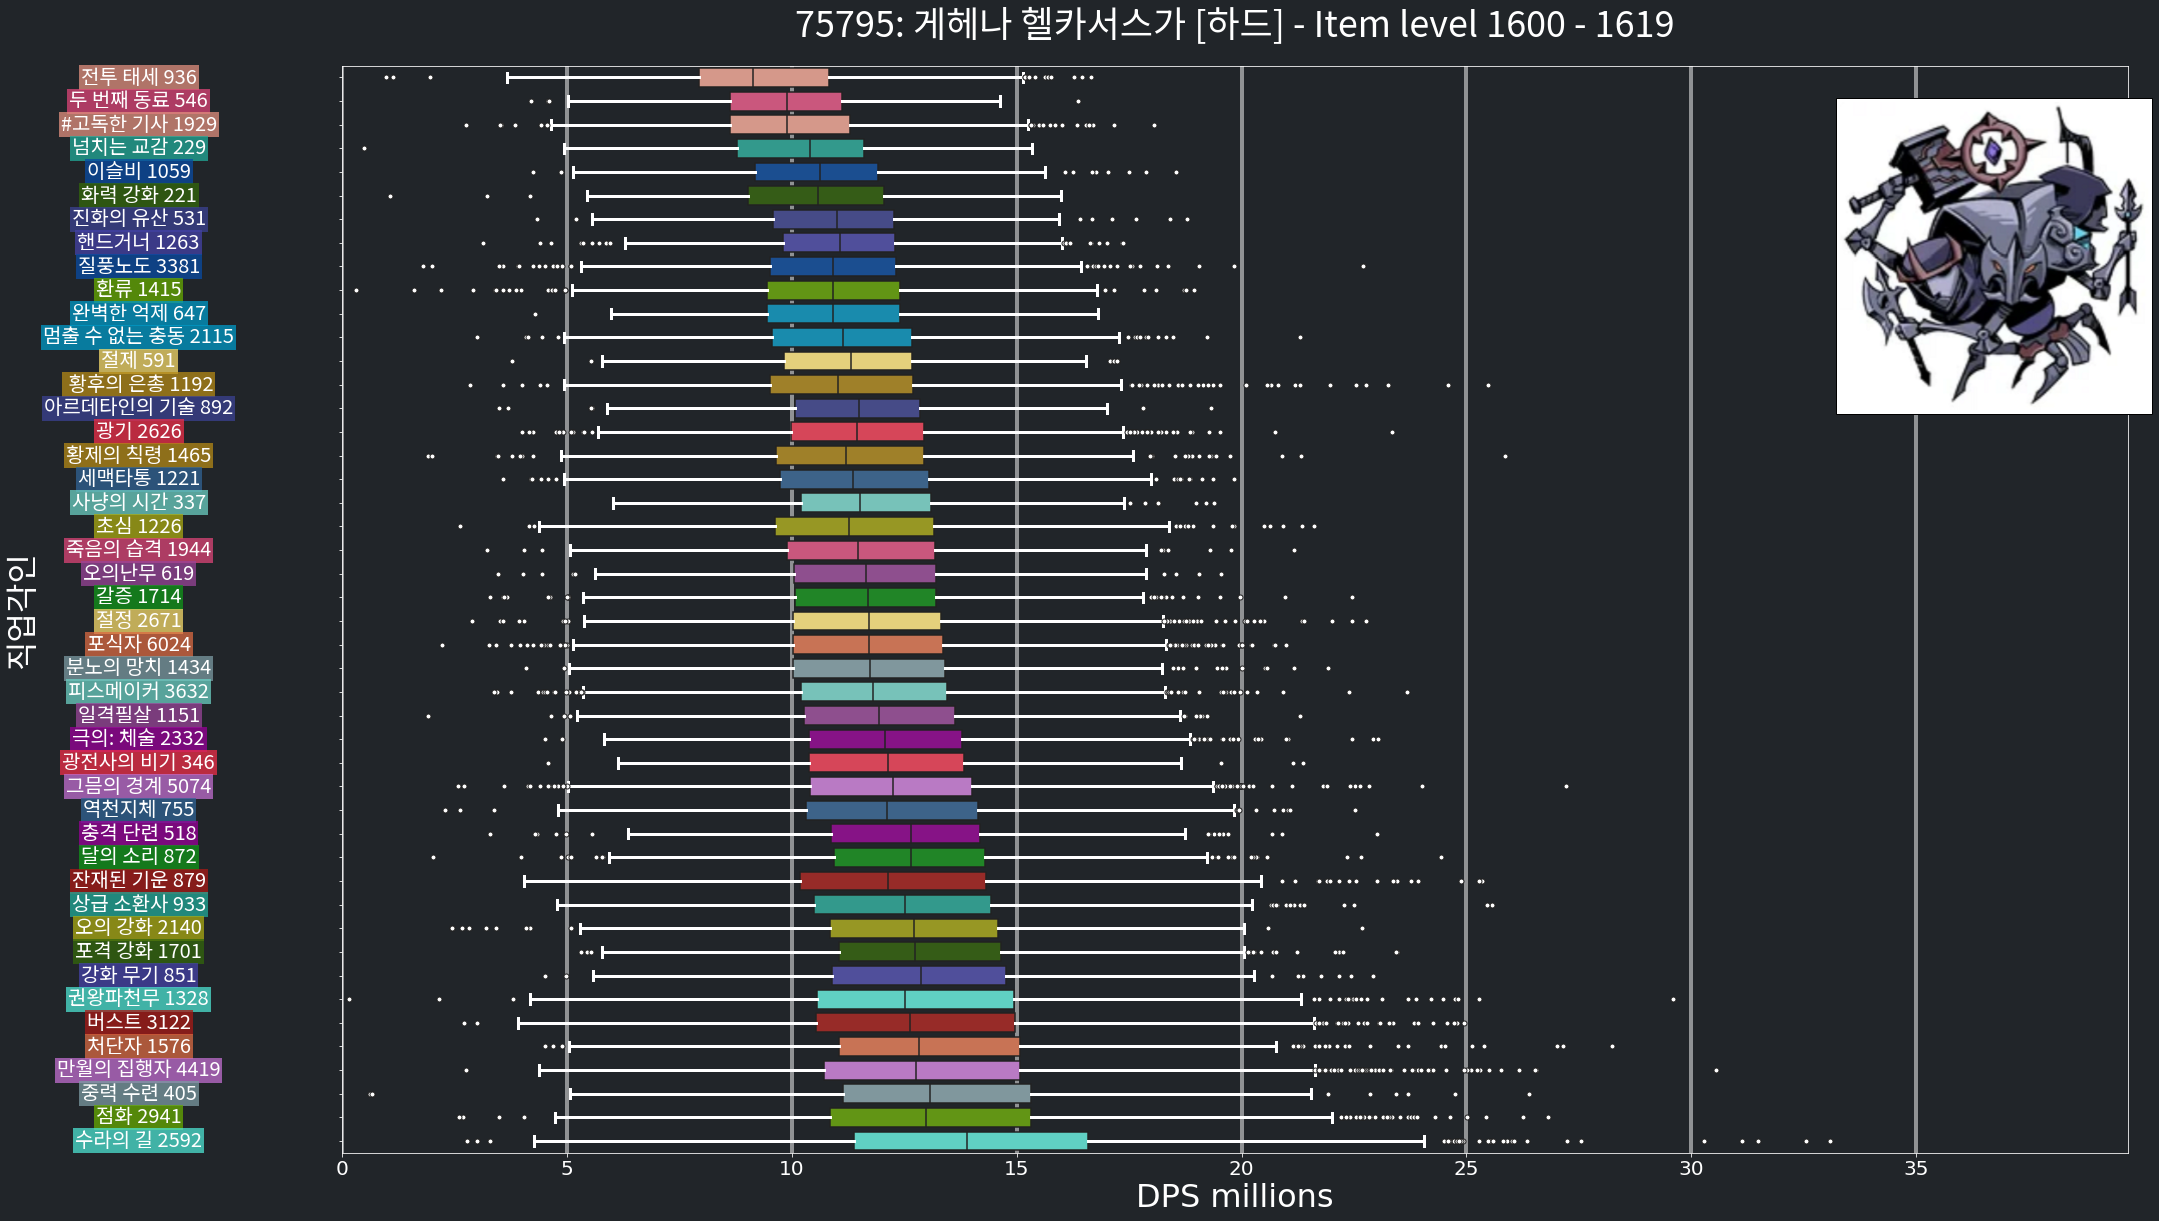 75795: 게헤나 헬카서스가 [하드] - Item level 1600 - 1619
전투 태세 936
두 번째 동료 546
#고독한 기사 1929
넘치는 교감 229
이슬비 1059
화력 강화 221
진화의 유산 531
핸드거너 1263
질풍노도 3381
환류 1415
완벽한 억제 647
멈출 수 없는 충동 2115
절제 591
황후의 은총 1192
아르데타인의 기술 892
광기 2626
황제의 칙령 1465
세맥타통 1221
사냥의 시간 337
초심 1226
죽음의 습격 1944
오의난무 619
갈증 1714
절정 2671
포식자 6024
분노의 망치 1434
피스메이커 3632
일격필살 1151
극의: 체술 2332
광전사의 비기 346
그믐의 경계 5074
역천지체 755
충격 단련 518
달의 소리 872
잔재된 기운 879
상급 소환사 933
오의 강화 2140
포격 강화 1701
강화 무기 851
권왕파천무 1328
버스트 3122
처단자 1576
만월의 집행자 4419
중력 수련 405
점화 2941
수라의 길 2592
직업각인
0 5 10 15 20 25 30 35
DPS millions